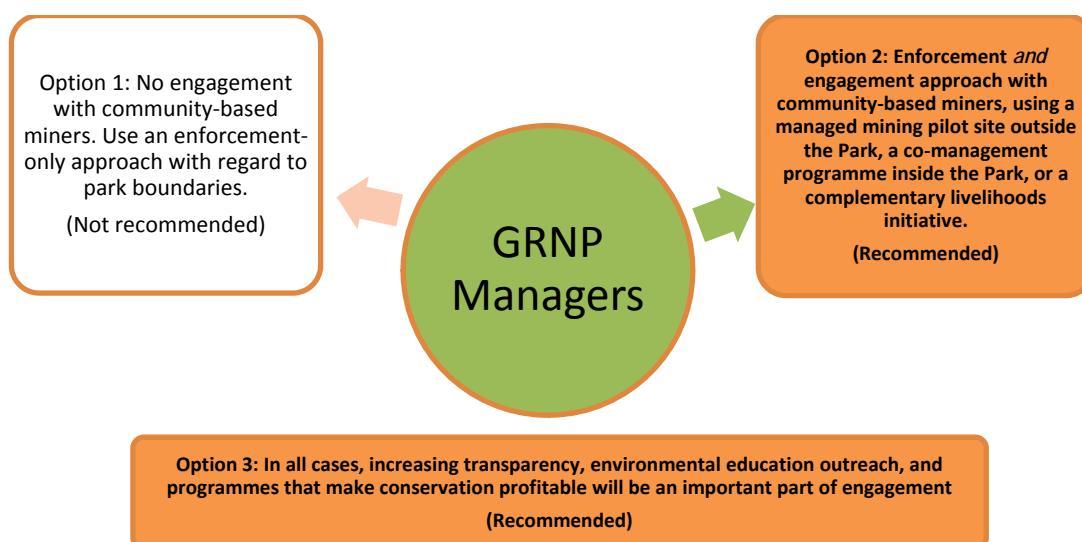 Option 1: No engagement
with community-based
miners. Use an enforcement-
only approach with regard to
park boundaries.
(Not recommended)
GRNP
Managers
Option 2: Enforcement and
engagement approach with
community-based miners, using a
managed mining pilot site outside
the Park, a co-management
programme inside the Park, or a
complementary livelihoods
initiative.
(Recommended)
Option 3: In all cases, increasing transparency, environmental education outreach, and
programmes that make conservation profitable will be an important part of engagement
(Recommended)